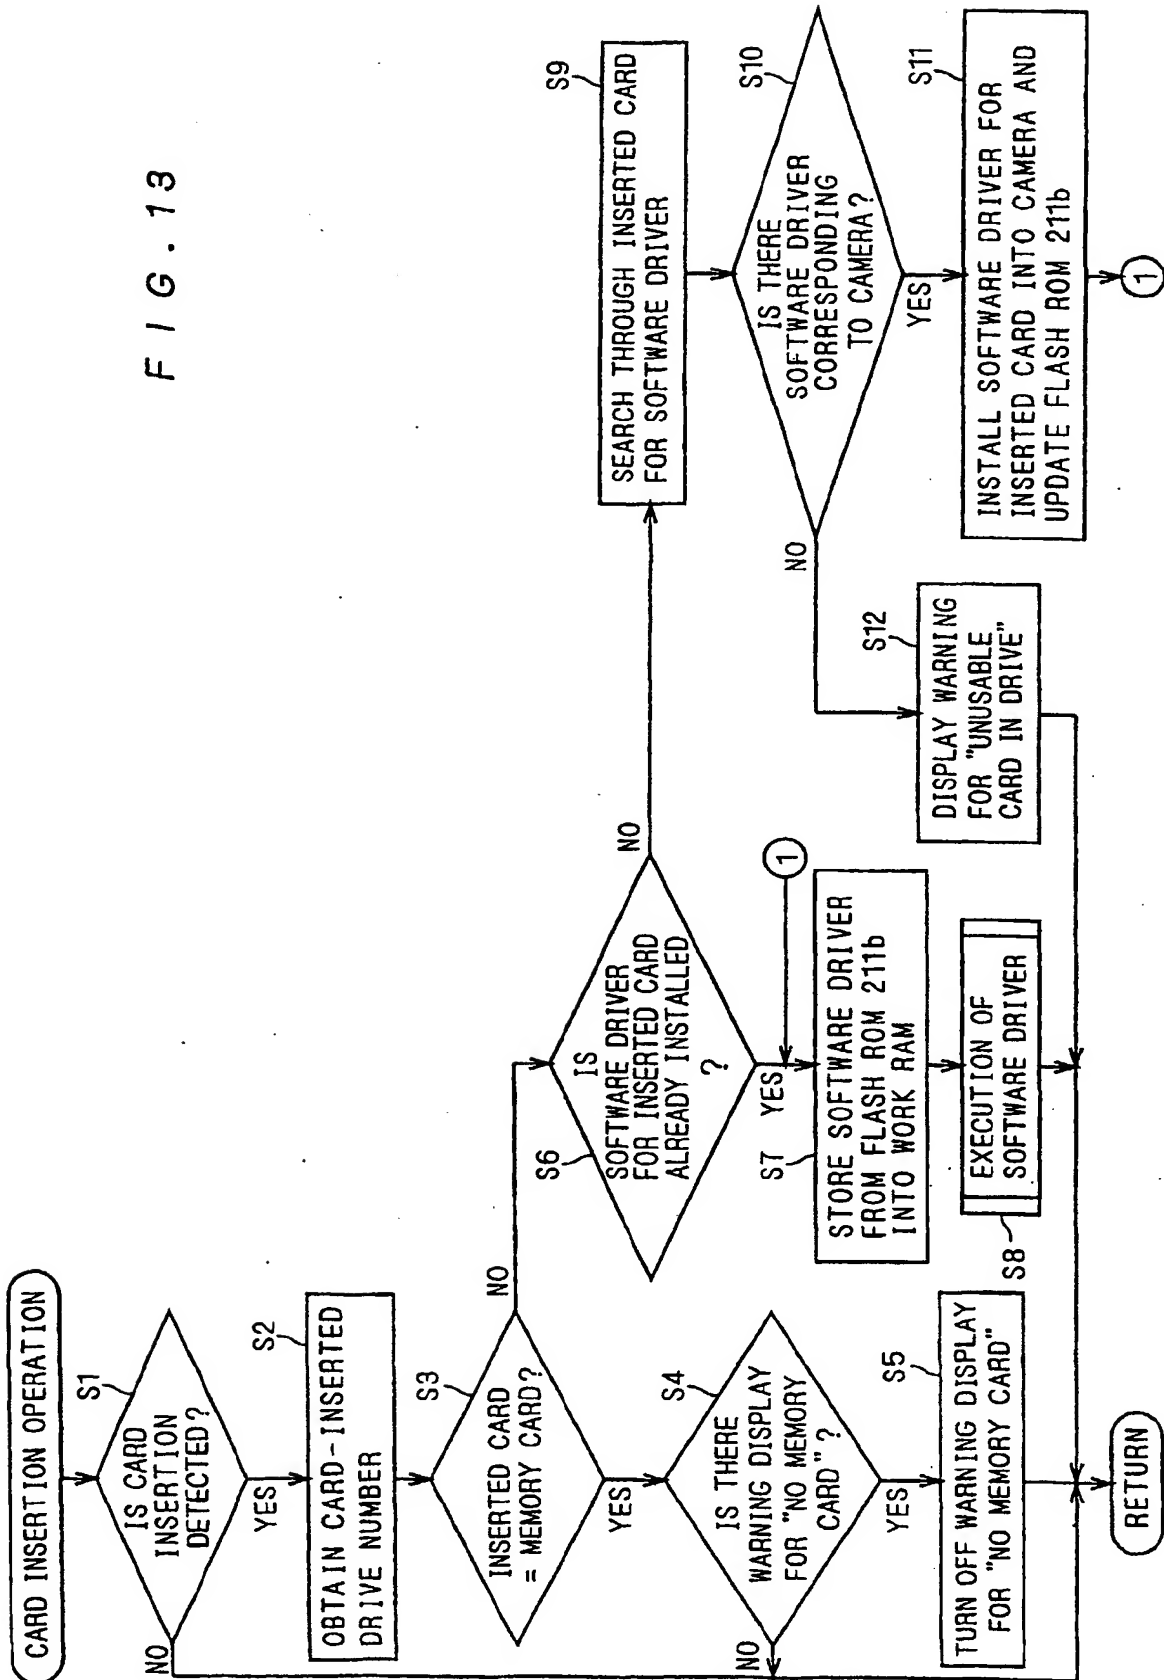 FIG.13
CARD INSERTION OPERATION
S1
IS CARD
INSERTION
DETECTED?
NO
YES
S2
OBTAIN CARD-INSERTED
DRIVE NUMBER
S3
INSERTED CARD
= MEMORY CARD?
NO
YES
S4
IS THERE
WARNING DISPLAY
FOR "NO MEMORY
CARD"?
NO
YES
S5
TURN OFF WARNING DISPLAY
FOR "NO MEMORY CARD"
RETURN
S6
IS
SOFTWARE DRIVER
FOR INSERTED CARD
ALREADY INSTALLED
?
NO
YES
1
S7
STORE SOFTWARE DRIVER
FROM FLASH ROM 211b
INTO WORK RAM
S8
EXECUTION OF
SOFTWARE DRIVER
S9
SEARCH THROUGH INSERTED CARD
FOR SOFTWARE DRIVER
S10
IS THERE
SOFTWARE DRIVER
CORRESPONDING
TO CAMERA?
NO
YES
S12
DISPLAY WARNING
FOR "UNUSABLE
CARD IN DRIVE"
S11
INSTALL SOFTWARE DRIVER FOR
INSERTED CARD INTO CAMERA AND
UPDATE FLASH ROM 211b
1